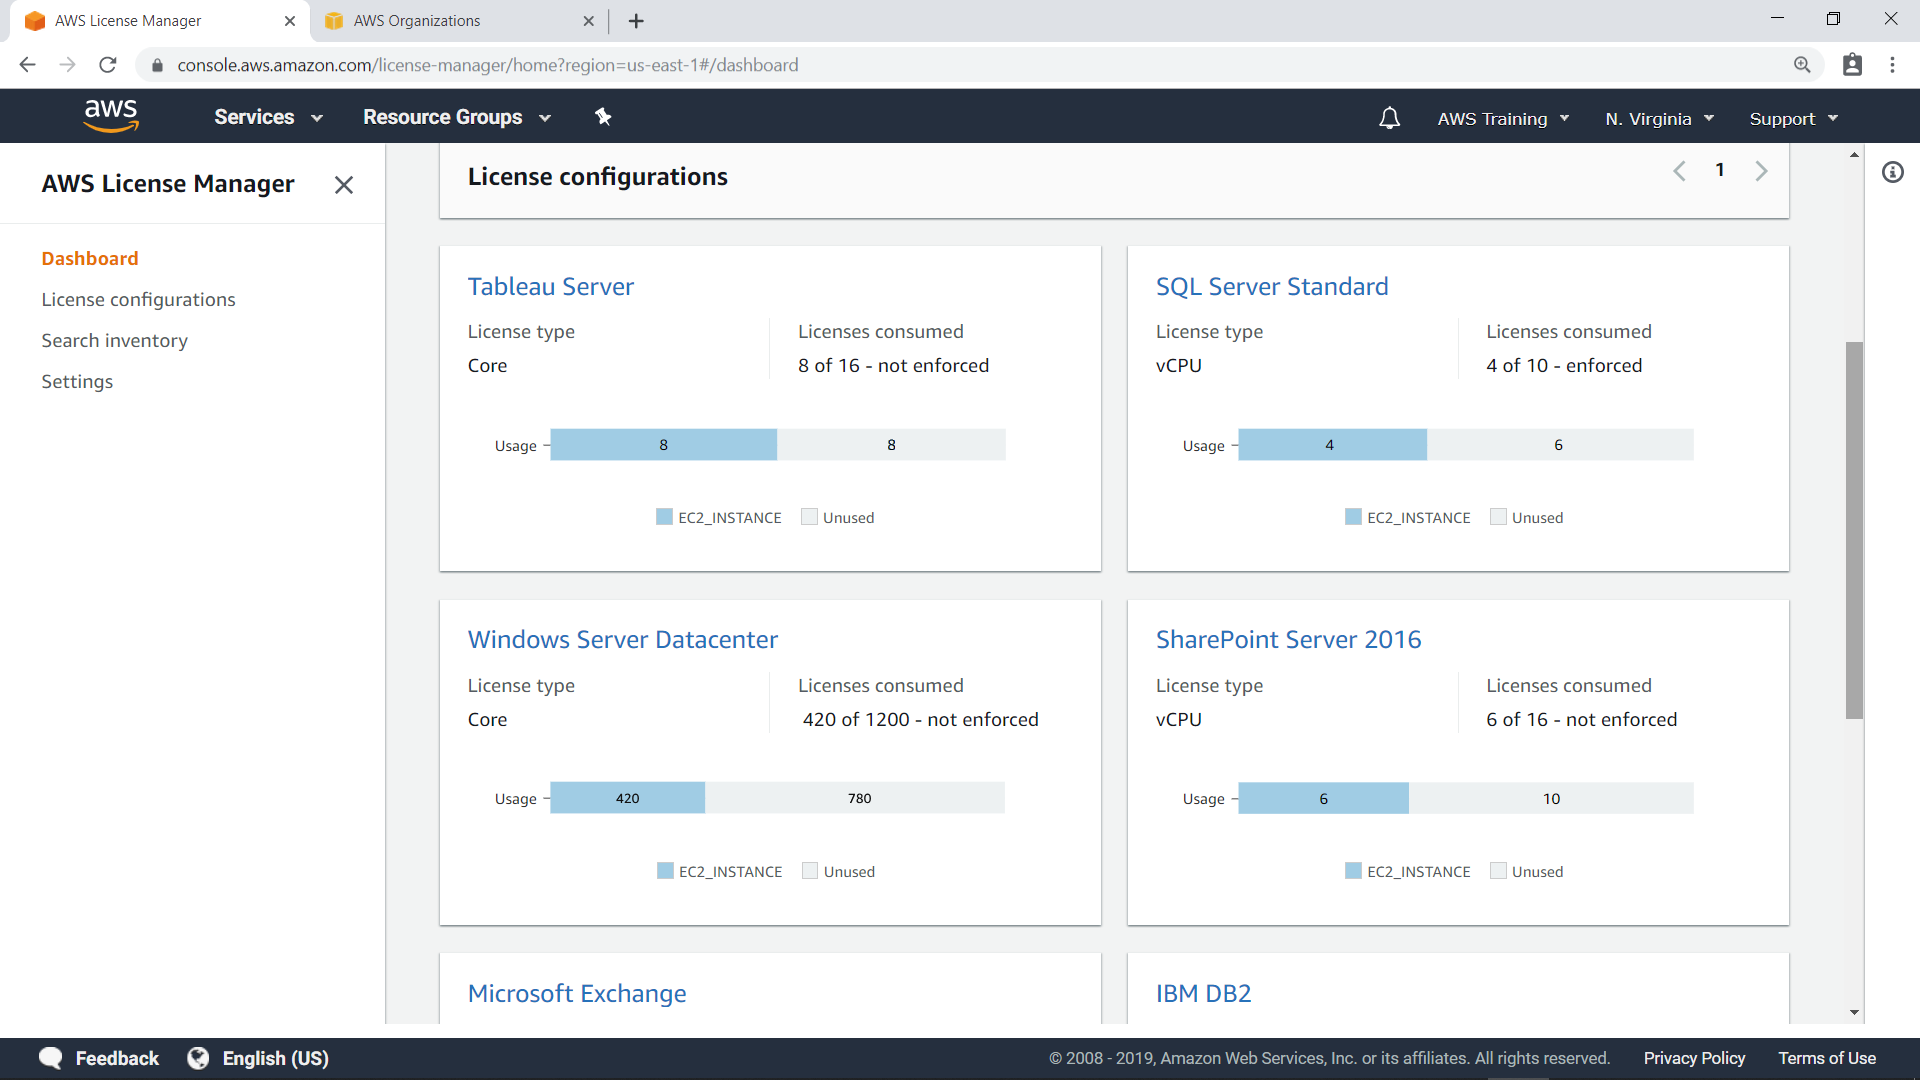 AWS License Manager
AWS Organizations
console.aws.amazon.com/license-manager/home?region=us-east-1#/dashboard
aws
Services
Resource Groups
AWS Training
N. Virginia
Support
AWS License Manager
Dashboard
License configurations
Search inventory
Settings
License configurations
1
Tableau Server
License type
Licenses consumed
Core
8 of 16 - not enforced
Usage
8
8
EC2_INSTANCE
Unused
SQL Server Standard
License type
Licenses consumed
vCPU
4 of 10 - enforced
Usage
4
6
EC2_INSTANCE
Unused
Windows Server Datacenter
License type
Licenses consumed
Core
420 of 1200 - not enforced
Usage
420
780
EC2_INSTANCE
Unused
SharePoint Server 2016
License type
Licenses consumed
vCPU
6 of 16 - not enforced
Usage
6
10
EC2_INSTANCE
Unused
Microsoft Exchange
IBM DB2
Feedback
English (US)
© 2008 - 2019, Amazon Web Services, Inc. or its affiliates. All rights reserved.
Privacy Policy
Terms of Use